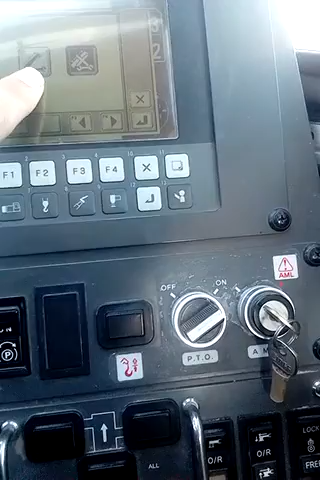 F1 F2 F3 F4
OFF ON
AML
P.T.O.
A M
P
ALL
O/R O/R
LOCK
FREE